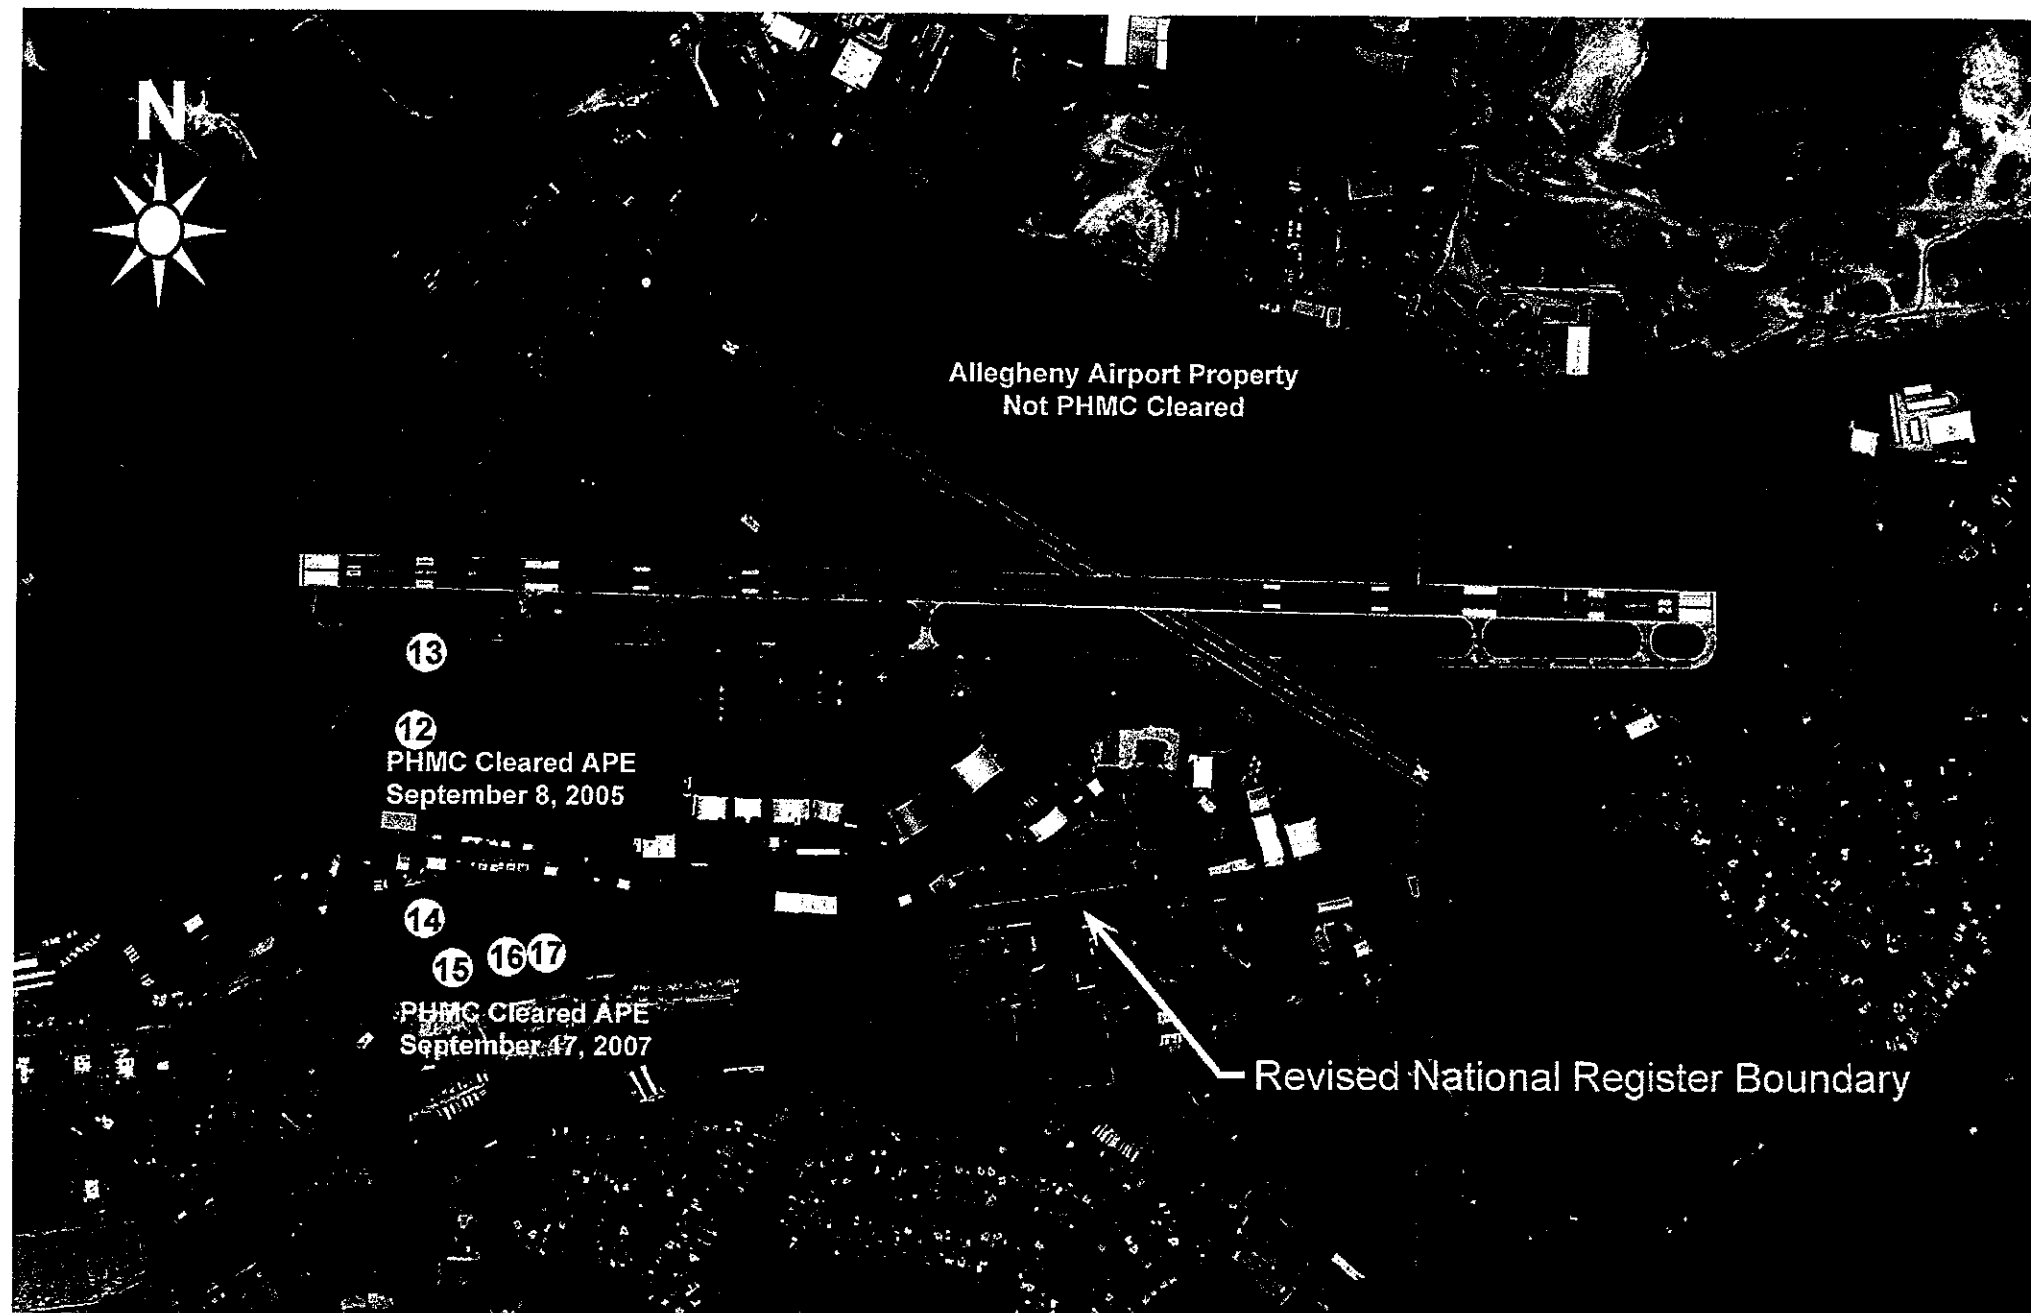 N
Allegheny Airport Property
Not PHMC Cleared
13
12
PHMC Cleared APE
September 8, 2005
14
15
16
17
PHMC Cleared APE
September 17, 2007
Revised National Register Boundary